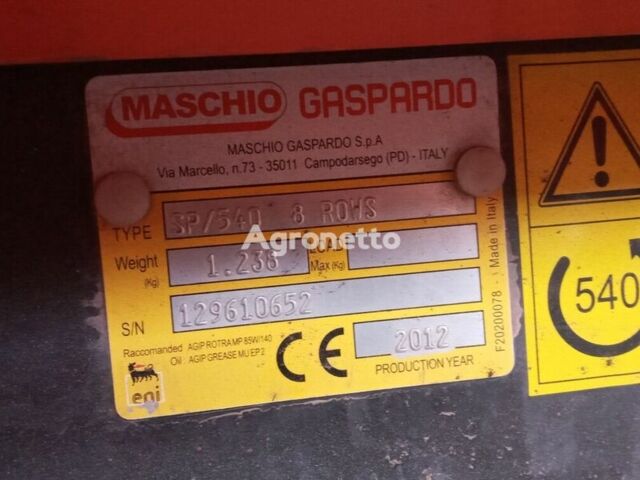 MASCHIO GASPARDO
MASCHIO GASPARDO S.p.A
Via Marcello, n.73 - 35011 Campodarsego (PD) - ITALY
TYPE SP/540 8 ROWS
Agronetto
Weight (Kg) 1.238 LOAD Max (Kg)
S/N 129610652
Raccomanded Oil : AGIP ROTRA MP 85W/140
AGIP GREASE MU EP 2
eni
CE
2012
PRODUCTION YEAR
F20200078 - Made in Italy
540